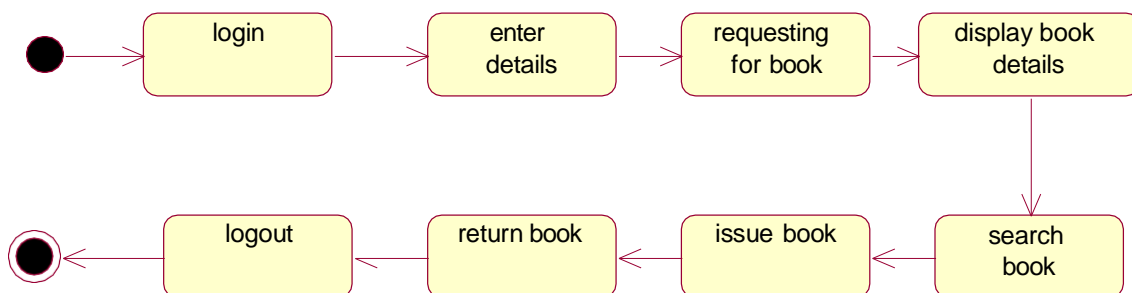 login
enter
details
requesting
for book
display book
details
logout
return book
issue book
search
book